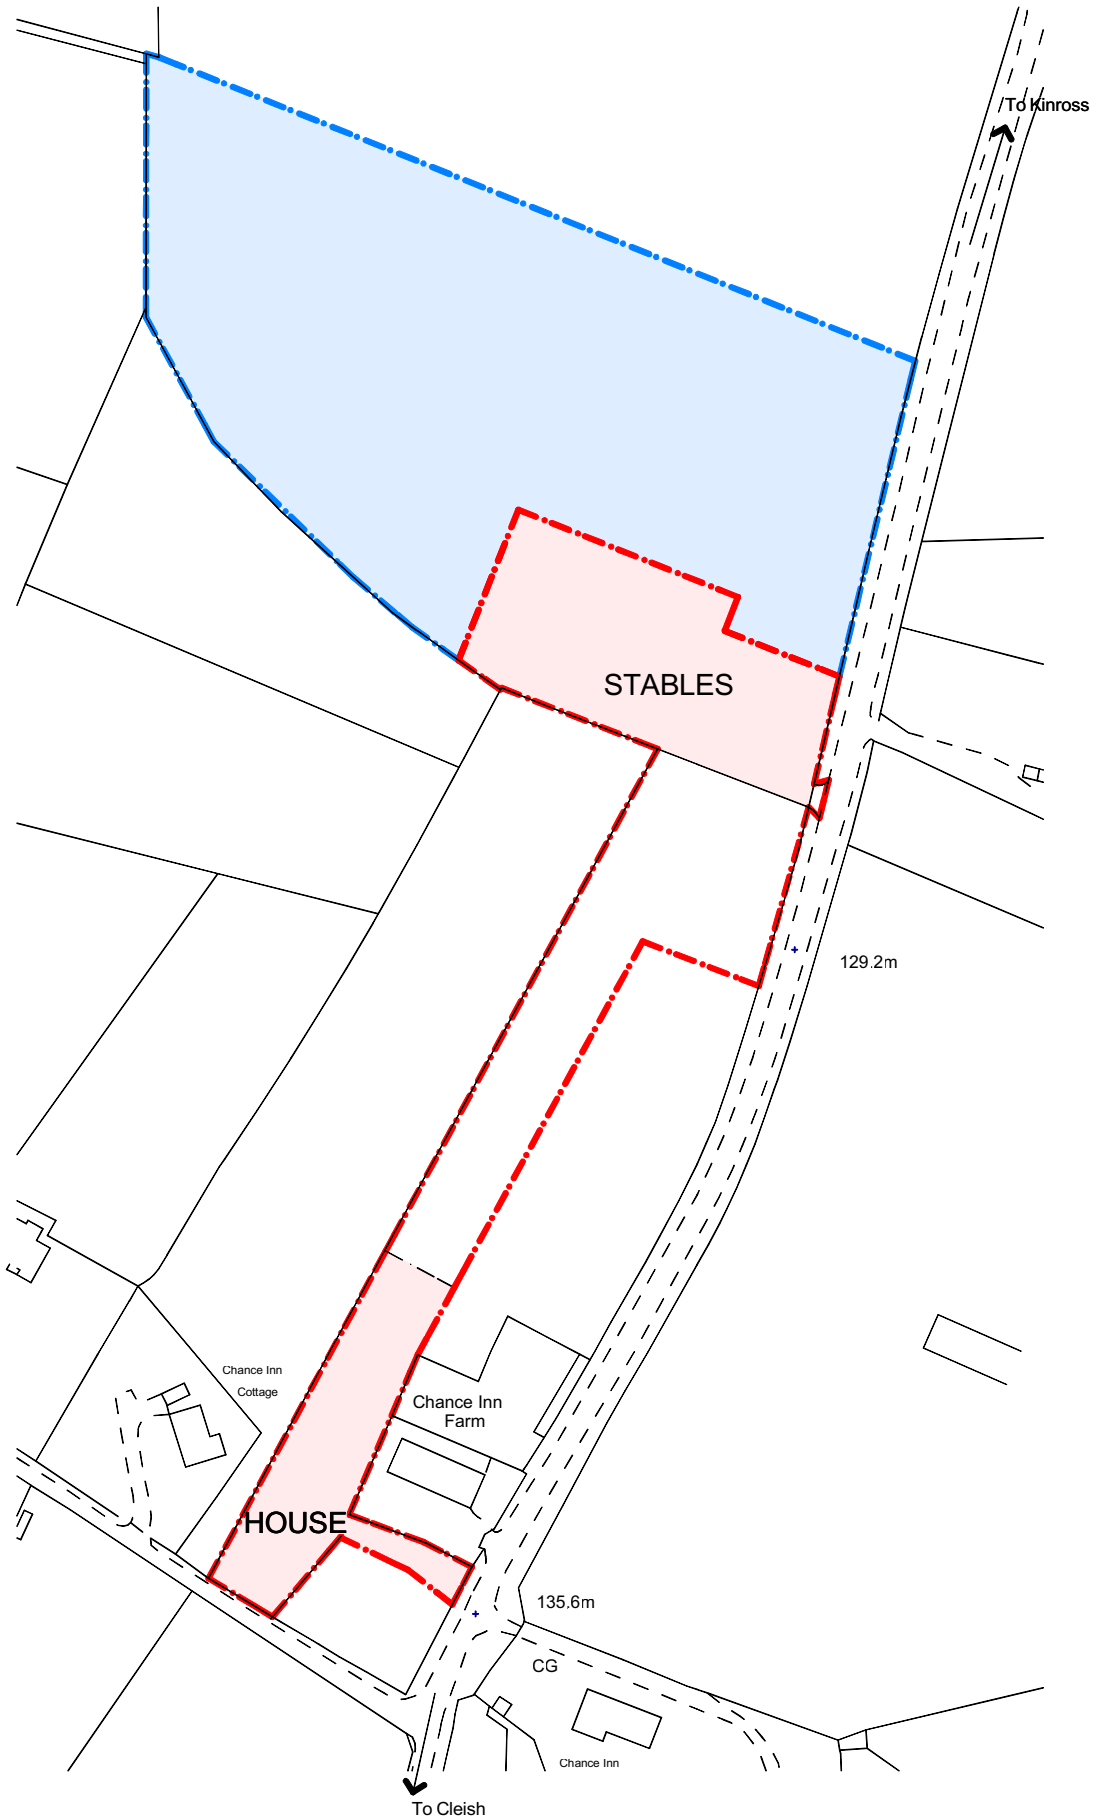 To Kinross
STABLES
129.2m
Chance Inn
Cottage
Chance Inn
Farm
HOUSE
135.6m
CG
Chance Inn
To Cleish